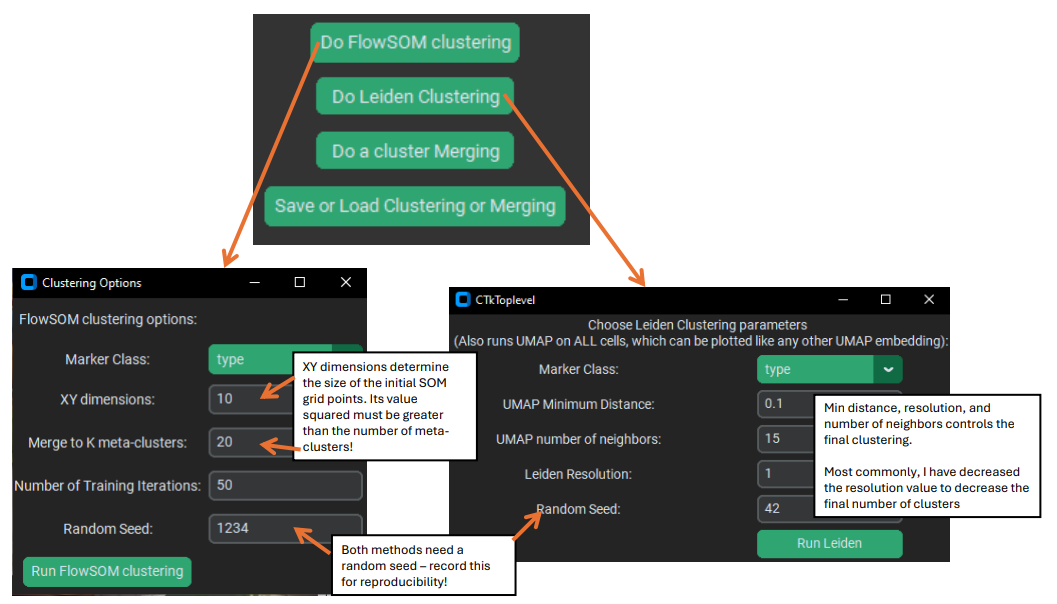 Do FlowSOM clustering
Do Leiden Clustering
Do a cluster Merging
Save or Load Clustering or Merging
Clustering Options
FlowSOM clustering options:
Marker Class:
type
XY dimensions:
10
Merge to K meta-clusters:
20
Number of Training Iterations:
50
Random Seed:
1234
Run FlowSOM clustering
XY dimensions determine
the size of the initial SOM
grid points. Its value
squared must be greater
than the number of meta-
clusters!
Both methods need a
random seed – record this
for reproducibility!
CTkToplevel
Choose Leiden Clustering parameters
(Also runs UMAP on ALL cells, which can be plotted like any other UMAP embedding):
Marker Class:
type
UMAP Minimum Distance:
0.1
UMAP number of neighbors:
15
Leiden Resolution:
1
Random Seed:
42
Run Leiden
Min distance, resolution, and
number of neighbors controls the
final clustering.
Most commonly, I have decreased
the resolution value to decrease the
final number of clusters